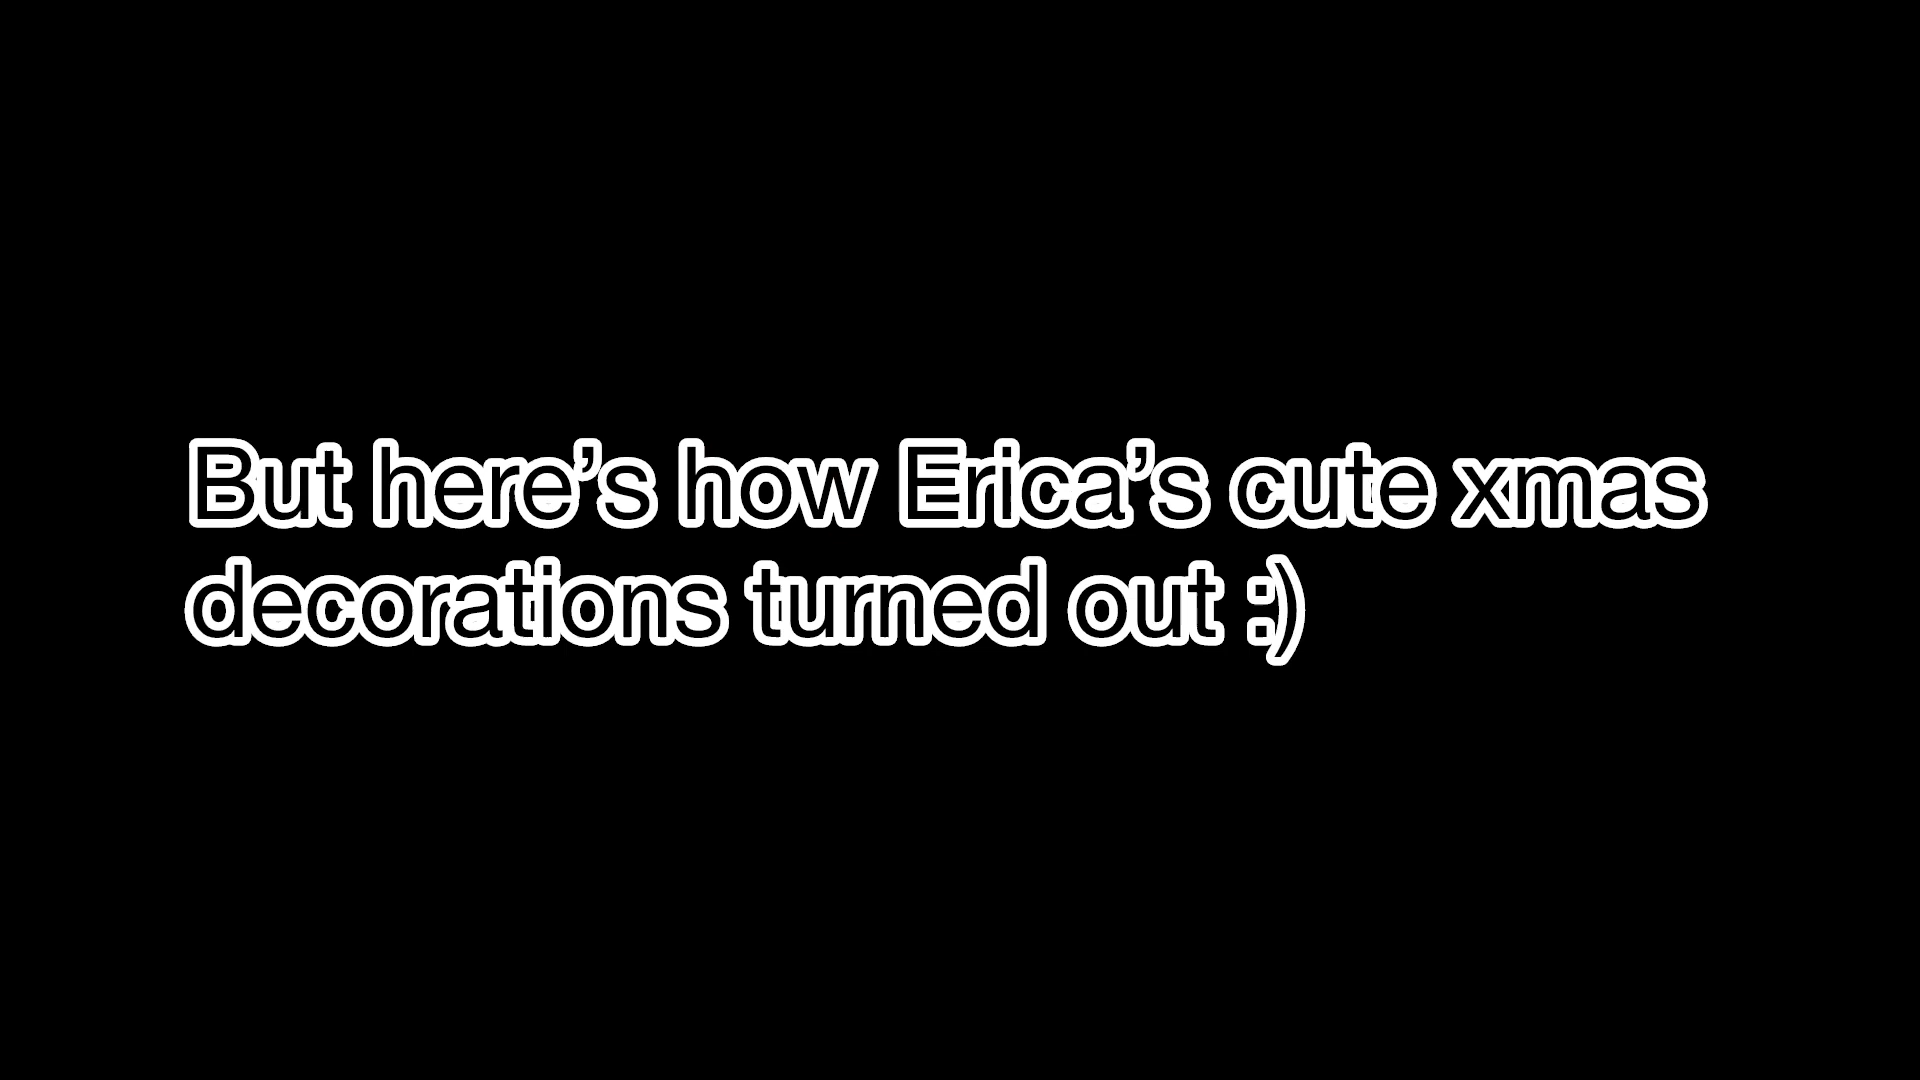 But here’s how Erica’s cute xmas
decorations turned out :)